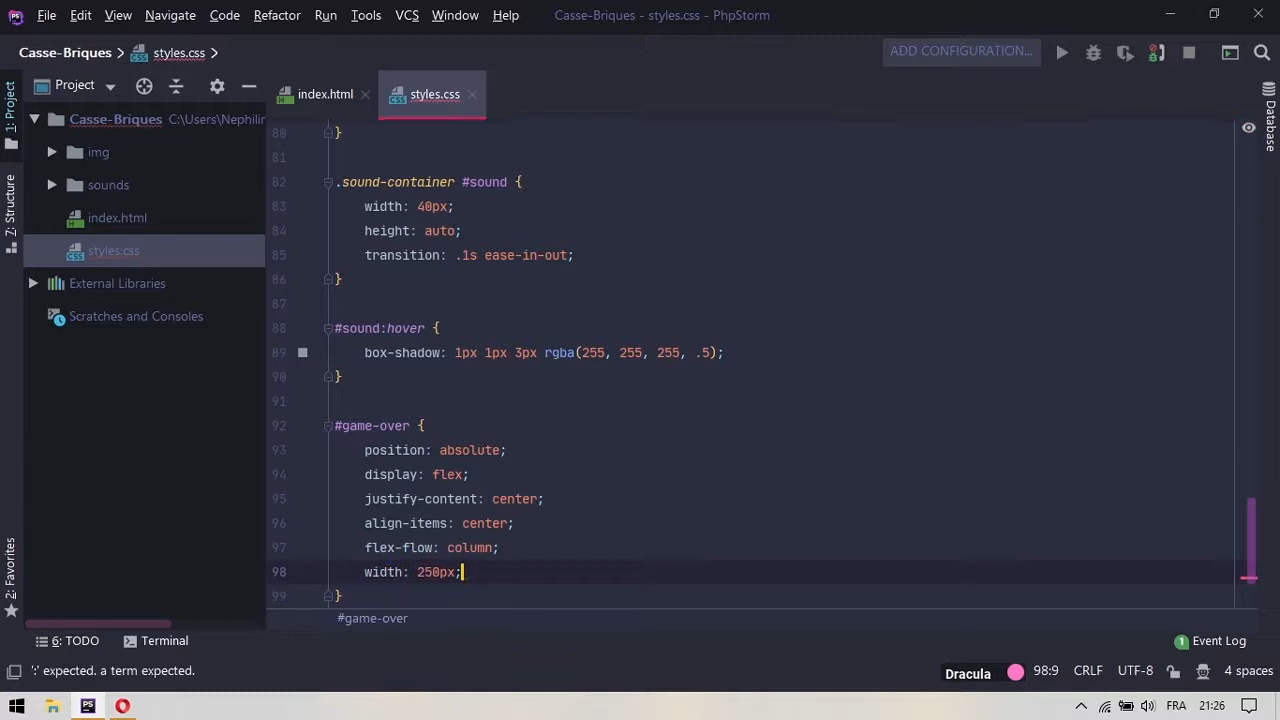 PS File Edit View Navigate Code Refactor Run Tools VCS Window Help Casse-Briques - styles.css - PhpStorm
Casse-Briques styles.css ADD CONFIGURATION...
1: Project
Z: Structure
2: Favorites
Project
Casse-Briques C:\Users\Nephilin
img
sounds
index.html
styles.css
External Libraries
Scratches and Consoles
index.html styles.css
80 }
81
82 .sound-container #sound {
83 width: 40px;
84 height: auto;
85 transition: .1s ease-in-out;
86 }
87
88 #sound:hover {
89 box-shadow: 1px 1px 3px rgba(255, 255, 255, .5);
90 }
91
92 #game-over {
93 position: absolute;
94 display: flex;
95 justify-content: center;
96 align-items: center;
97 flex-flow: column;
98 width: 250px;
99 }
#game-over
Database
6: TODO Terminal 1 Event Log
':' expected. a term expected. Dracula 98:9 CRLF UTF-8 4 spaces
PS FRA 21:26